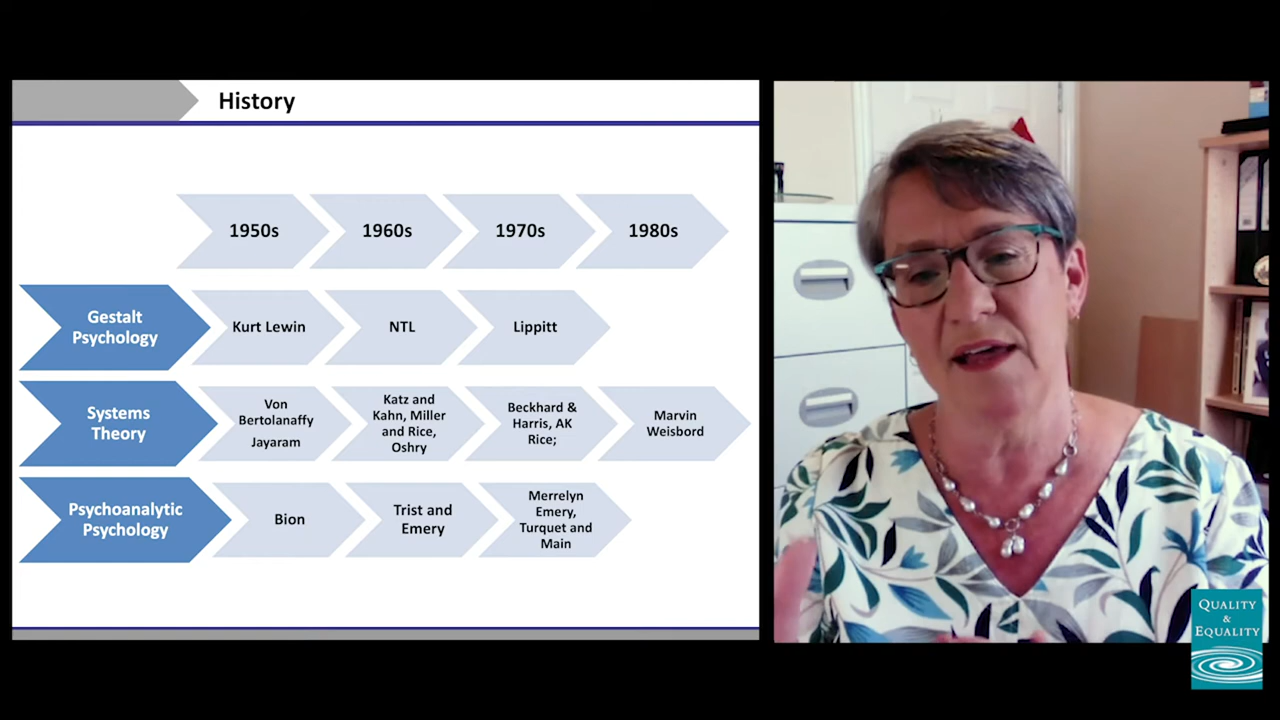 History
1950s
1960s
1970s
1980s
Gestalt
Psychology
Kurt Lewin
NTL
Lippitt
Systems
Theory
Von
Bertolanaffy
Jayaram
Katz and
Kahn, Miller
and Rice,
Oshry
Beckhard &
Harris, AK
Rice;
Marvin
Weisbord
Psychoanalytic
Psychology
Bion
Trist and
Emery
Merrelyn
Emery,
Turquet and
Main
QUALITY
&
EQUALITY